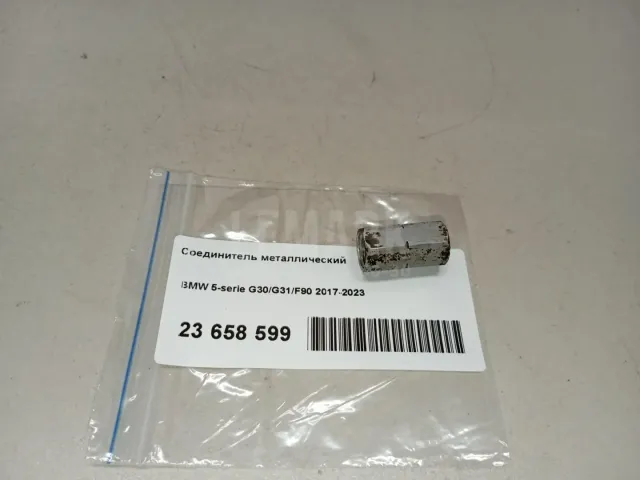 Соединитель металлический
BMW 5-serie G30/G31/F90 2017-2023
23 658 599